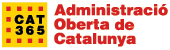 CAT
365
Administració
Oberta de
Catalunya